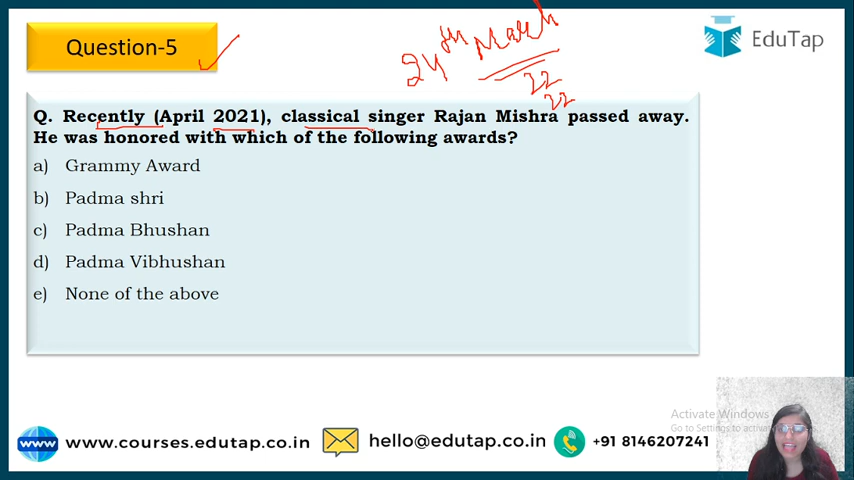 Question-5
24th March
22
22
EduTap
Q. Recently (April 2021), classical singer Rajan Mishra passed away.
He was honored with which of the following awards?
a) Grammy Award
b) Padma shri
c) Padma Bhushan
d) Padma Vibhushan
e) None of the above
Activate Windows
Go to Settings to activa
www
www.courses.edutap.co.in
hello@edutap.co.in
+91 8146207241